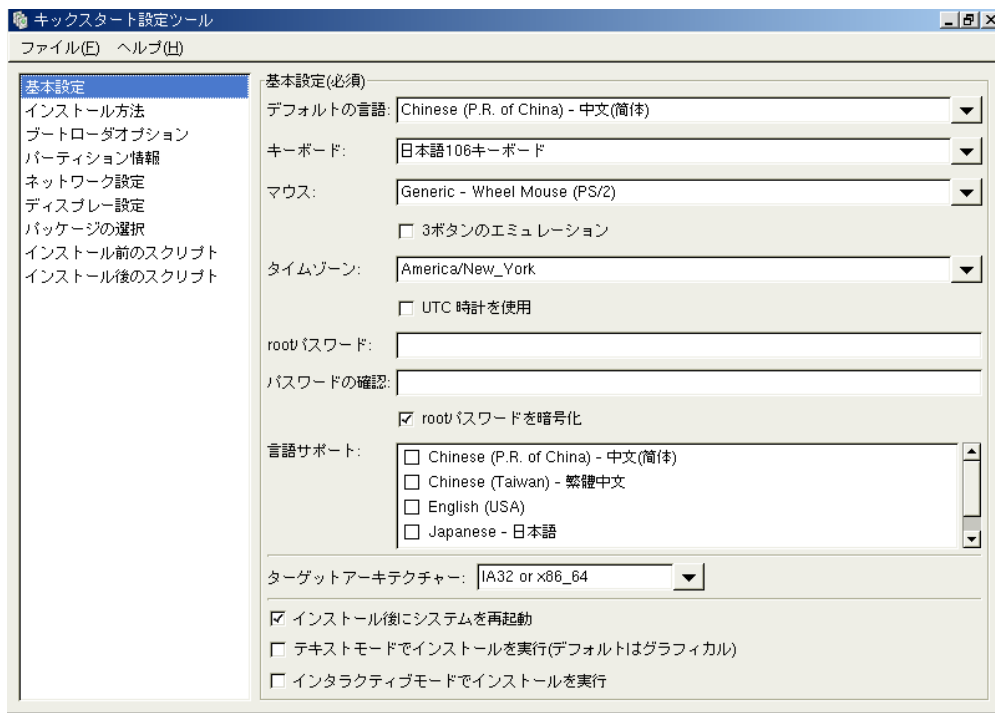 キックスタート設定ツール
ファイル(F) ヘルプ(H)
基本設定
インストール方法
ブートローダオプション
パーティション情報
ネットワーク設定
ディスプレー設定
パッケージの選択
インストール前のスクリプト
インストール後のスクリプト
基本設定(必須)
デフォルトの言語: Chinese (P.R. of China) - 中文(简体)
キーボード: 日本語106キーボード
マウス: Generic - Wheel Mouse (PS/2)
3ボタンのエミュレーション
タイムゾーン: America/New_York
UTC 時計を使用
rootパスワード:
パスワードの確認:
rootパスワードを暗号化
言語サポート:
Chinese (P.R. of China) - 中文(简体)
Chinese (Taiwan) - 繁體中文
English (USA)
Japanese - 日本語
ターゲットアーキテクチャー: IA32 or x86_64
インストール後にシステムを再起動
テキストモードでインストールを実行(デフォルトはグラフィカル)
インタラクティブモードでインストールを実行